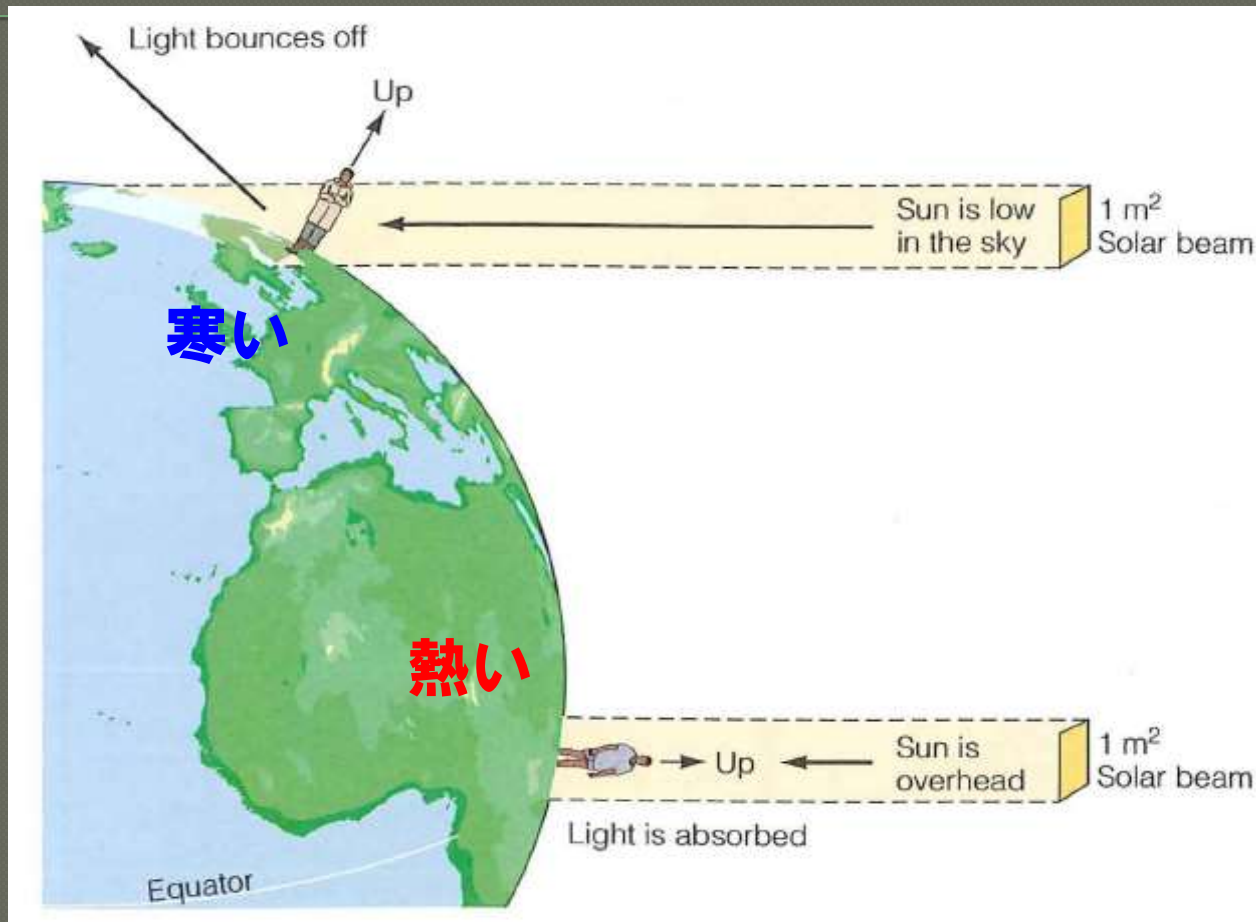 Light bounces off
Up
Sun is low
in the sky
1 m²
Solar beam
寒い
熱い
Up
Sun is
overhead
1 m²
Solar beam
Light is absorbed
Equator